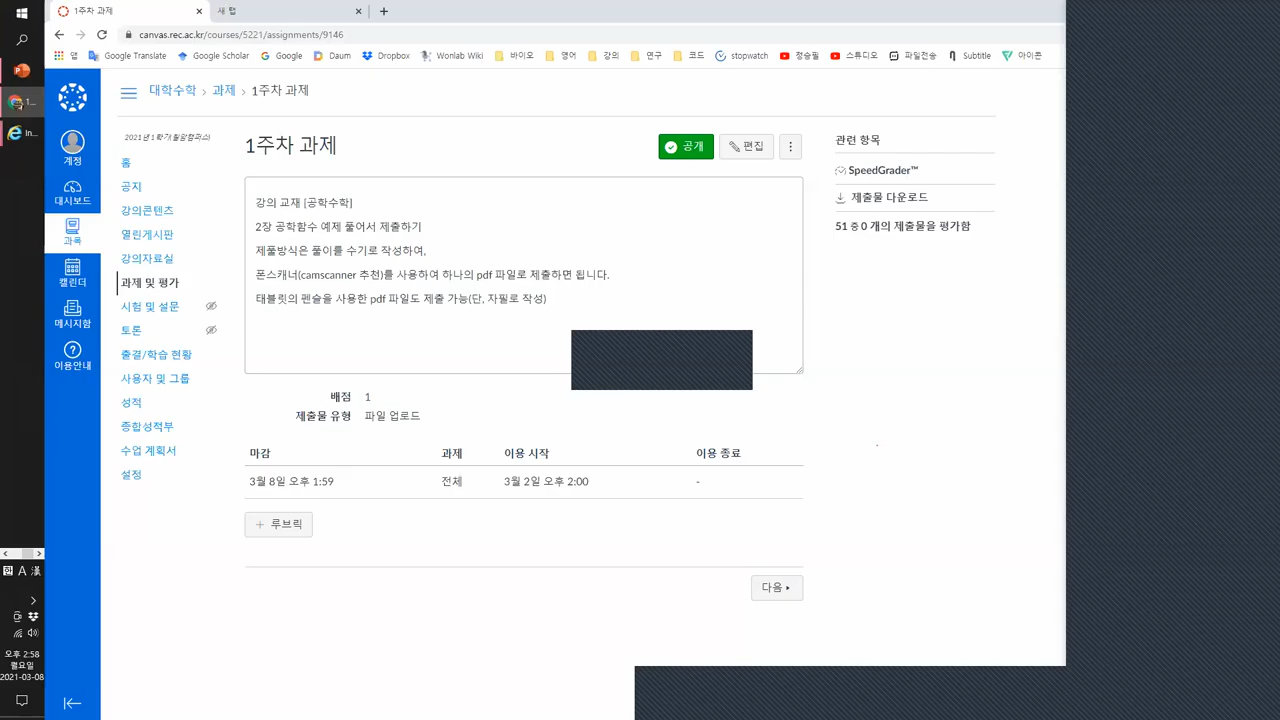 1주차 과제
새 탭
canvas.rec.ac.kr/courses/5221/assignments/9146
앱 Google Translate Google Scholar Google Daum Dropbox Wonlab Wiki 바이오 영어 강의 연구 코드 stopwatch 정승필 스튜디오 파일전송 Subtitle 아이콘
1...
In...
대학수학 > 과제 > 1주차 과제
계정
대시보드
과목
캘린더
메시지함
이용안내
홈
공지
강의콘텐츠
열린게시판
강의자료실
과제 및 평가
시험 및 설문
토론
출결/학습 현황
사용자 및 그룹
성적
종합성적부
수업 계획서
설정
1주차 과제
공개
편집
강의 교재 [공학수학]
2장 공학함수 예제 풀어서 제출하기
제풀방식은 풀이를 수기로 작성하여,
폰스캐너(camscanner 추천)를 사용하여 하나의 pdf 파일로 제출하면 됩니다.
태블릿의 펜슬을 사용한 pdf 파일도 제출 가능(단, 자필로 작성)
배점 1
제출물 유형 파일 업로드
마감 과제 이용 시작 이용 종료
3월 8일 오후 1:59 전체 3월 2일 오후 2:00 -
+ 루브릭
다음
관련 항목
SpeedGrader™
제출물 다운로드
51 중 0 개의 제출물을 평가함
한 A 漢
오후 2:58
월요일
2021-03-08